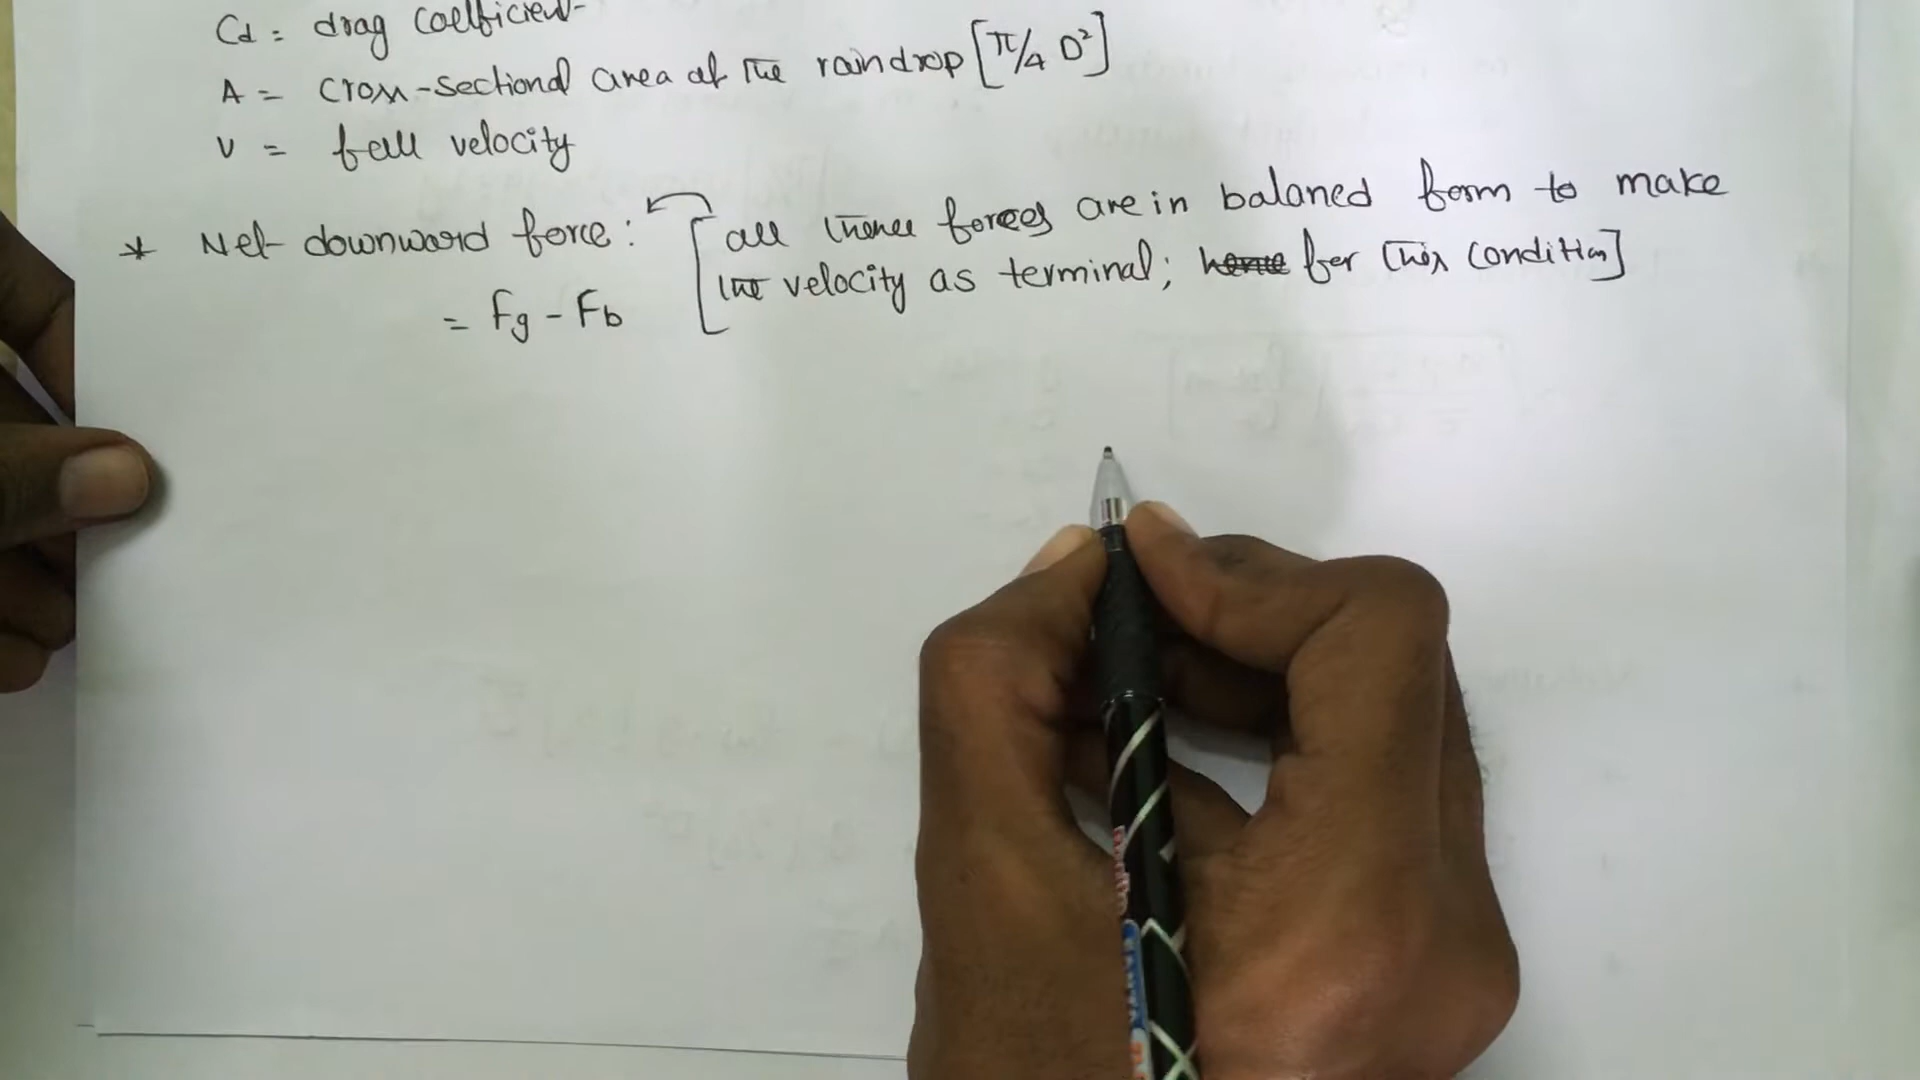 Cd = drag coefficient
A = Cross-sectional area of the raindrop [π/4 D²]
V = fall velocity
* Net downward force: [all these forces are in balaned form to make
the velocity as terminal; for this condition]
= Fg - Fb